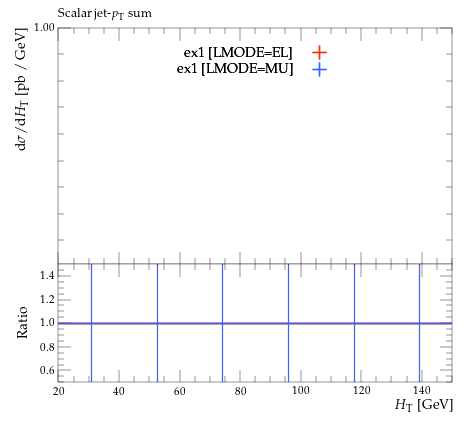 Scalar jet-pT sum
1.00
dσ/dHT [pb / GeV]
ex1 [LMODE=EL]
ex1 [LMODE=MU]
Ratio
1.4
1.2
1.0
0.8
0.6
20 40 60 80 100 120 140
HT [GeV]